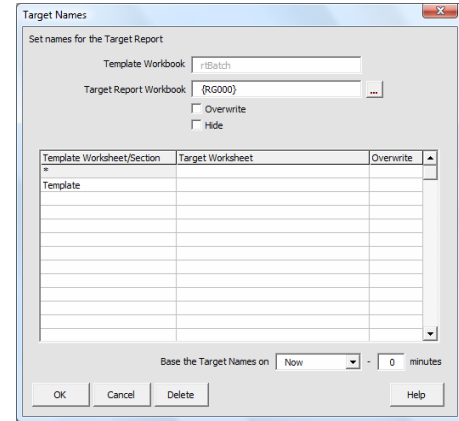 Target Names
Set names for the Target Report
Template Workbook rtBatch
Target Report Workbook {RG000} ...
Overwrite
Hide
Template Worksheet/Section Target Worksheet Overwrite
*
Template
Base the Target Names on Now - 0 minutes
OK Cancel Delete Help